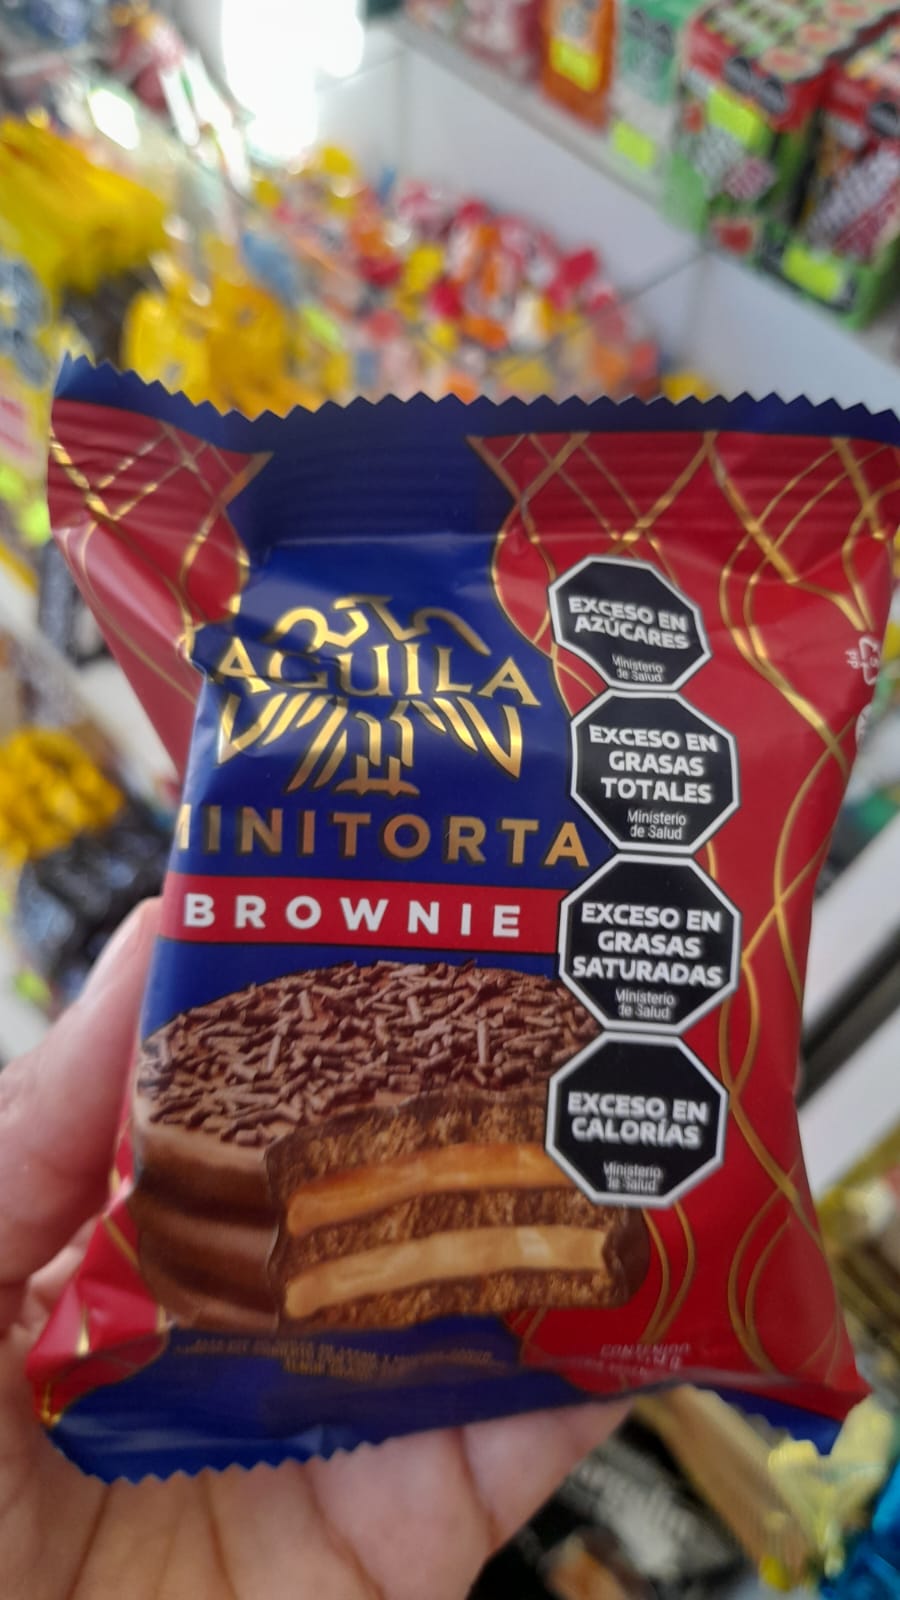 AGUILA
MINITORTA
BROWNIE
EXCESO EN
AZÚCARES
Ministerio
de Salud
EXCESO EN
GRASAS
TOTALES
Ministerio
de Salud
EXCESO EN
GRASAS
SATURADAS
Ministerio
de Salud
EXCESO EN
CALORÍAS
Ministerio
de Salud
CONTENIDO